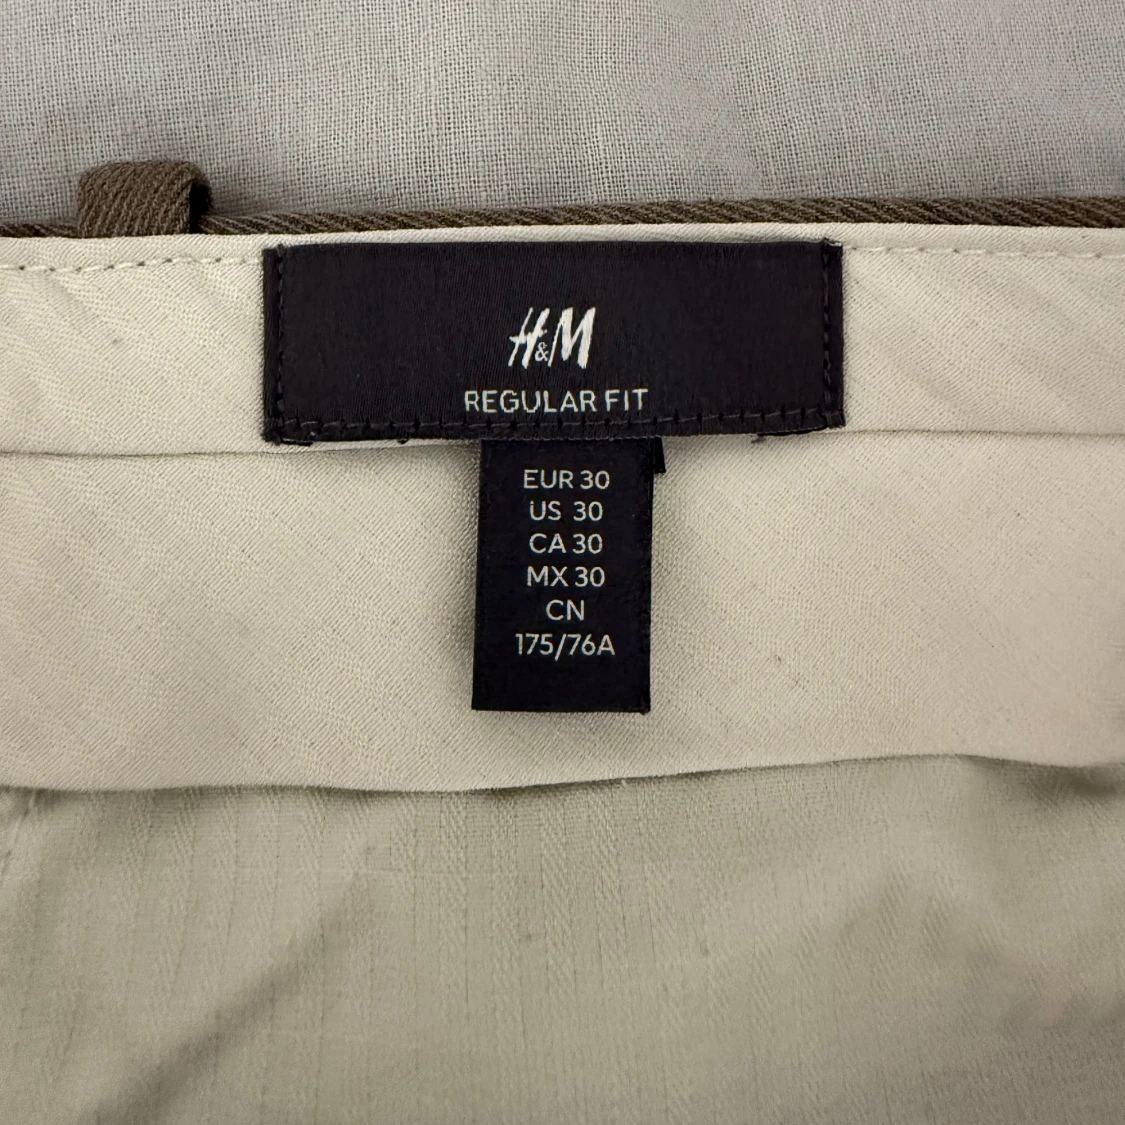 H&M
REGULAR FIT
EUR 30
US 30
CA 30
MX 30
CN
175/76A